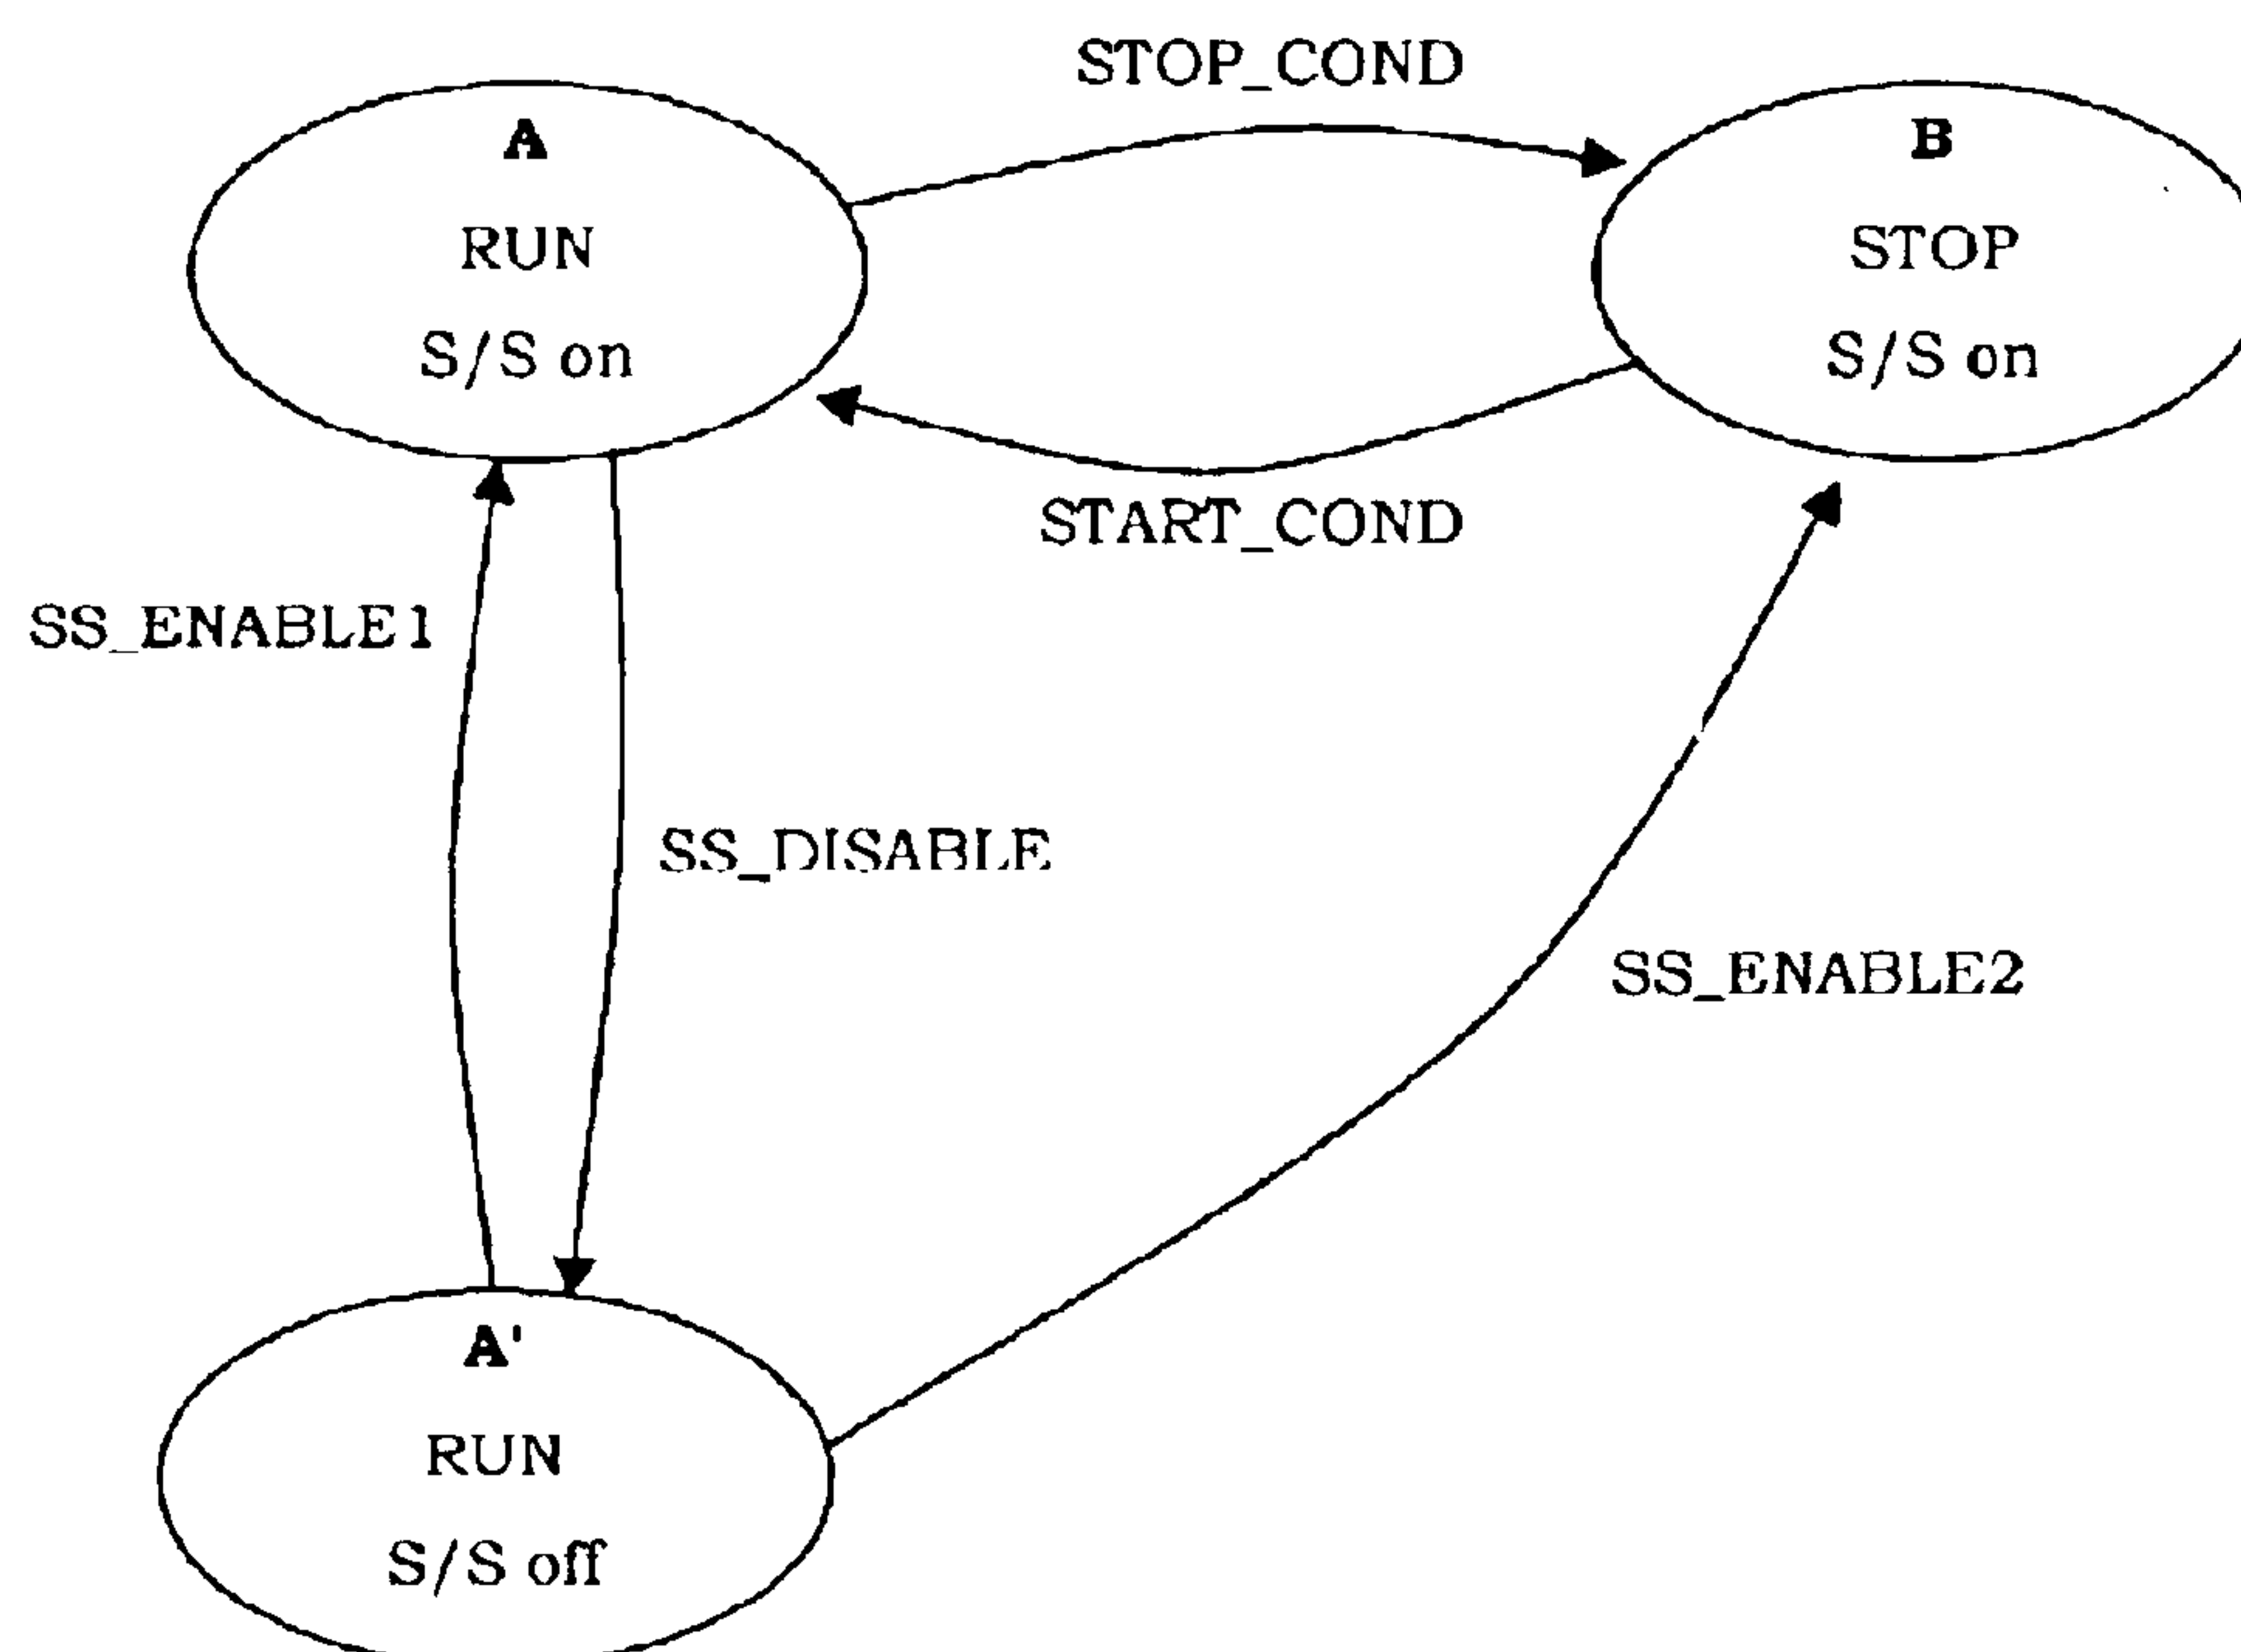 STOP_COND
A
RUN
S/S on
B
STOP
S/S on
START_COND
SS_ENABLE1
SS_DISABLE
SS_ENABLE2
A'
RUN
S/S off